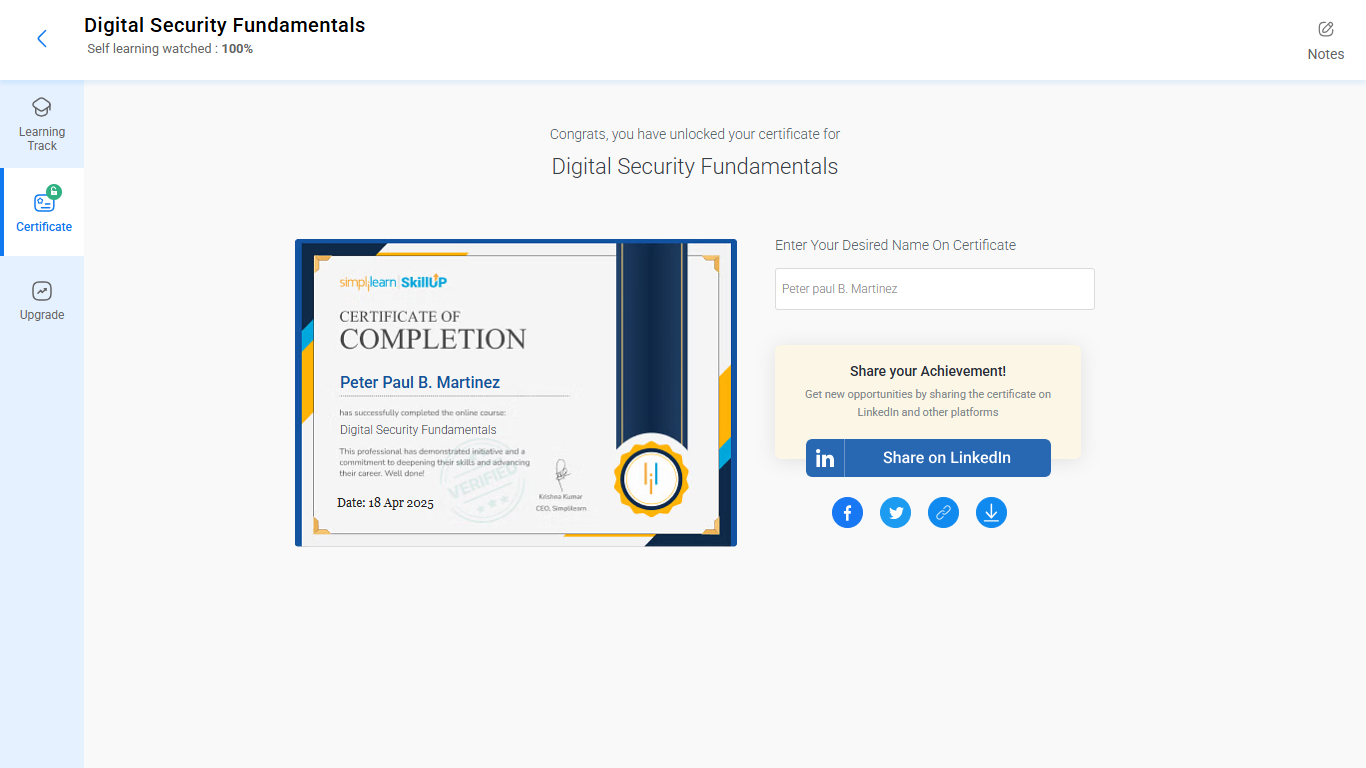 Digital Security Fundamentals
Self learning watched : 100%
Notes
Learning
Track
Certificate
Upgrade
Congrats, you have unlocked your certificate for
Digital Security Fundamentals
simplilearn | SkillUP
CERTIFICATE OF
COMPLETION
Peter Paul B. Martinez
has successfully completed the online course:
Digital Security Fundamentals
This professional has demonstrated initiative and a
commitment to deepening their skills and advancing
their career. Well done!
VERIFIED
Date: 18 Apr 2025
Krishna Kumar
CEO, Simplilearn
Enter Your Desired Name On Certificate
Peter paul B. Martinez
Share your Achievement!
Get new opportunities by sharing the certificate on
LinkedIn and other platforms
in Share on LinkedIn